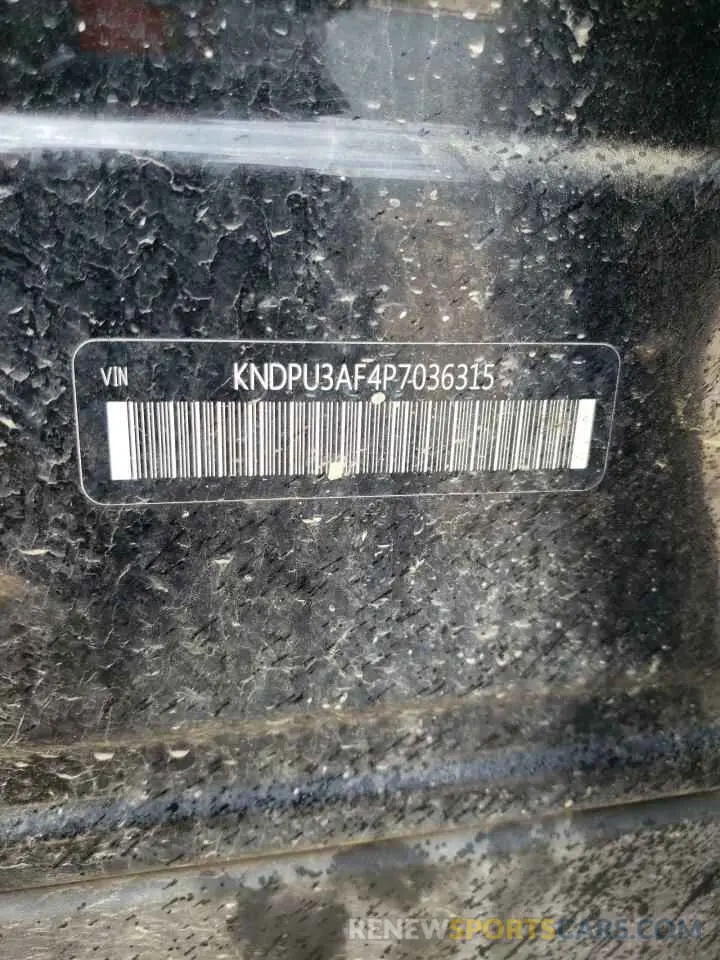 VIN KNDPU3AF4P7036315
RENEWSPORTSCARS.COM